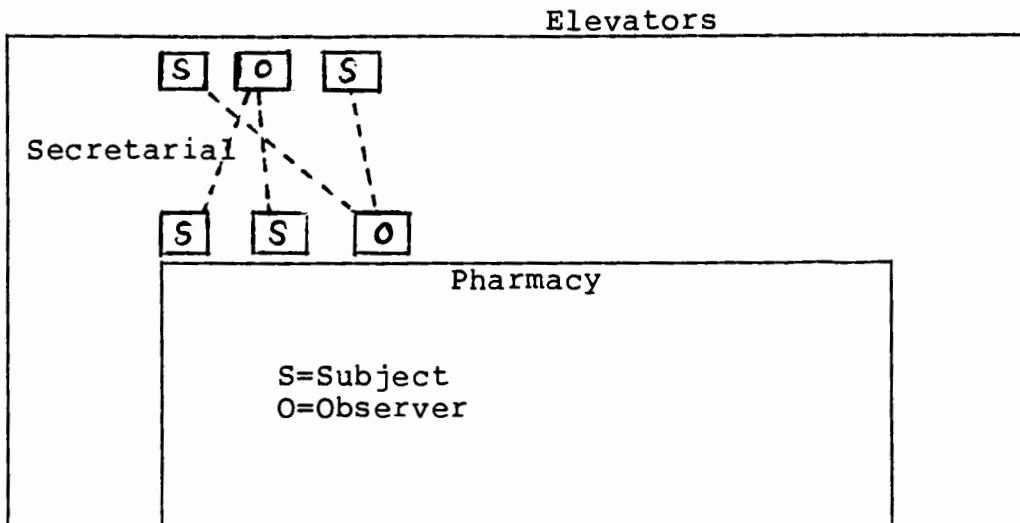 Elevators
S O S
Secretarial
S S O
Pharmacy
S=Subject
O=Observer